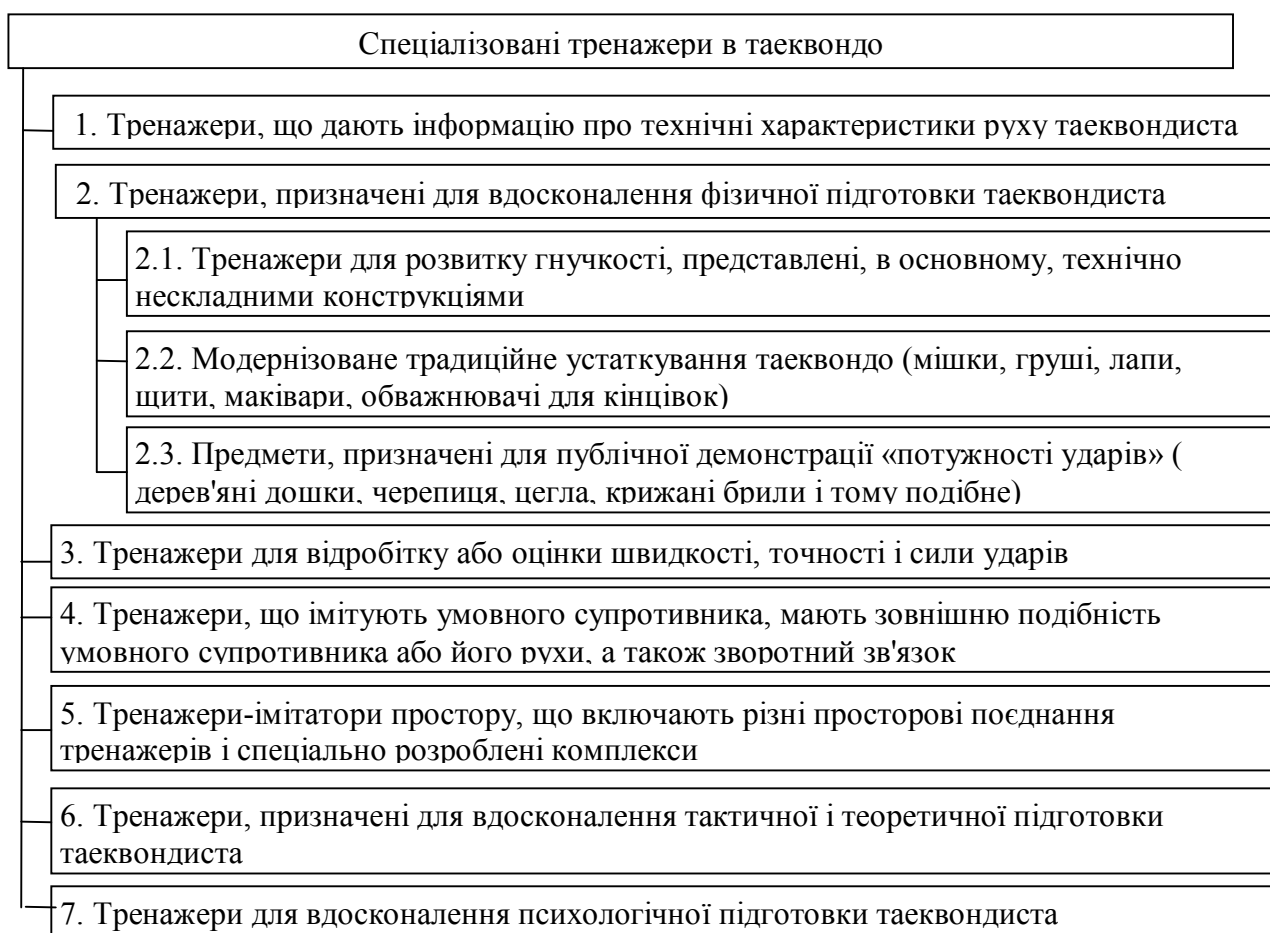 Спеціалізовані тренажери в таеквондо
1. Тренажери, що дають інформацію про технічні характеристики руху таеквондиста
2. Тренажери, призначені для вдосконалення фізичної підготовки таеквондиста
2.1. Тренажери для розвитку гнучкості, представлені, в основному, технічно
нескладними конструкціями
2.2. Модернізоване традиційне устаткування таеквондо (мішки, груші, лапи,
щити, маківари, обважнювачі для кінцівок)
2.3. Предмети, призначені для публічної демонстрації «потужності ударів» (
дерев'яні дошки, черепиця, цегла, крижані брили і тому подібне)
3. Тренажери для відробітку або оцінки швидкості, точності і сили ударів
4. Тренажери, що імітують умовного супротивника, мають зовнішню подібність
умовного супротивника або його рухи, а також зворотний зв'язок
5. Тренажери-імітатори простору, що включають різні просторові поєднання
тренажерів і спеціально розроблені комплекси
6. Тренажери, призначені для вдосконалення тактичної і теоретичної підготовки
таеквондиста
7. Тренажери для вдосконалення психологічної підготовки таеквондиста